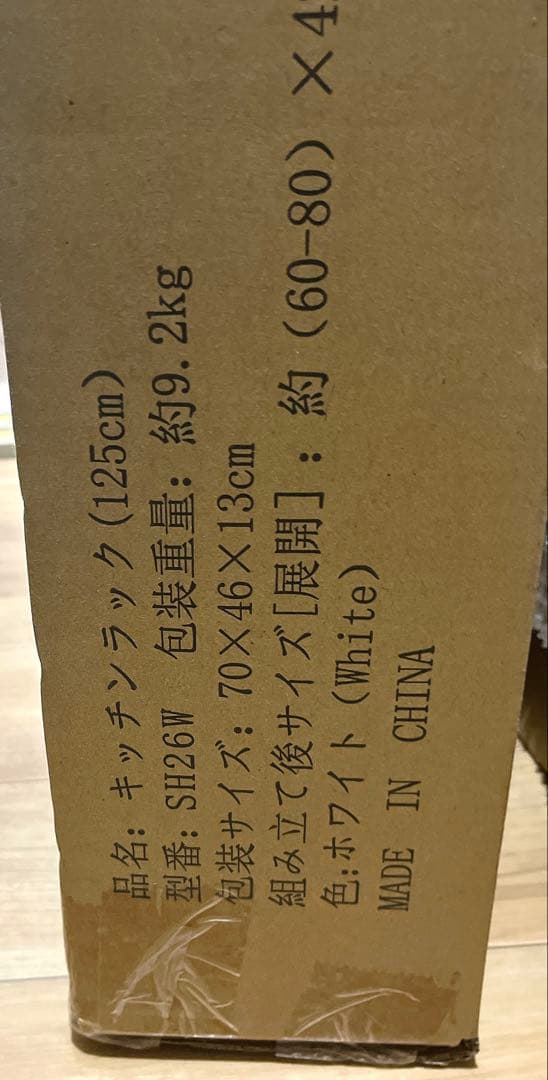 品名: キッチンラック(125cm)
型番: SH26W 包装重量: 約9.2kg
包装サイズ: 70×46×13cm
組み立て後サイズ[展開]: 約(60-80)×4
色:ホワイト(White)
MADE IN CHINA